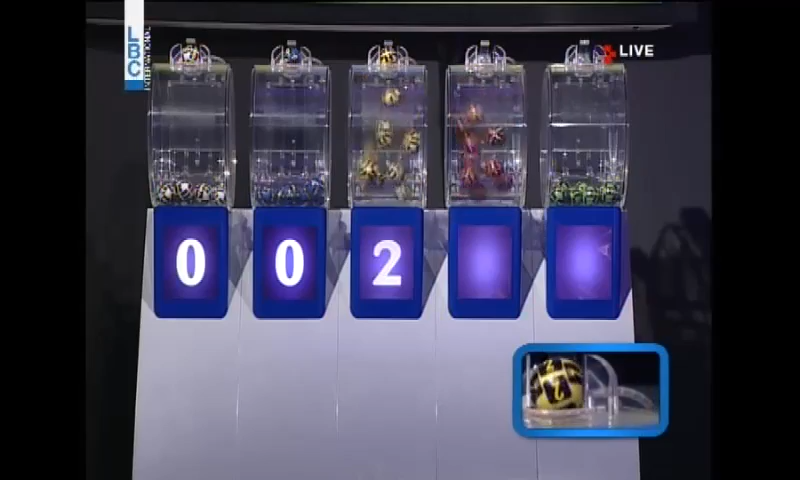 LBC
INTERNATIONAL
LIVE
0 0 2
2